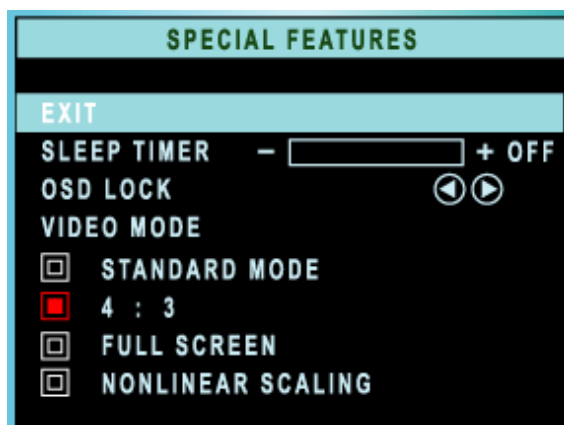 SPECIAL FEATURES
EXIT
SLEEP TIMER - + OFF
OSD LOCK
VIDEO MODE
STANDARD MODE
4 : 3
FULL SCREEN
NONLINEAR SCALING